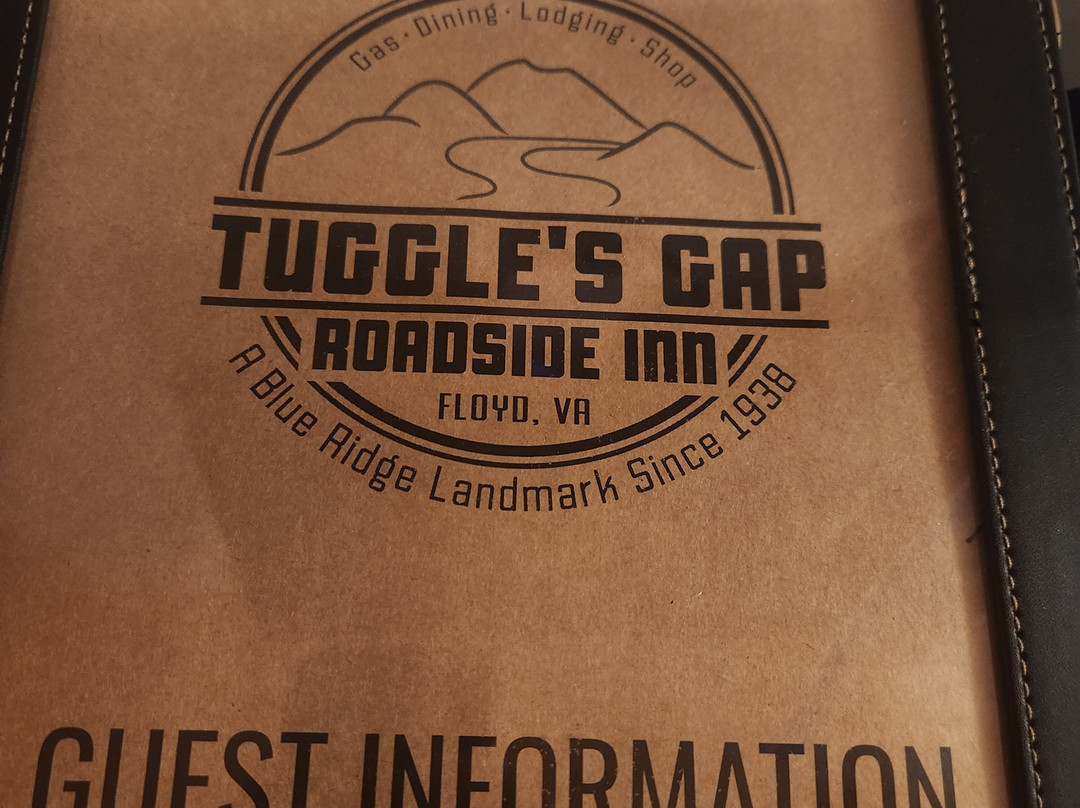 Gas · Dining · Lodging · Shop
TUGGLE'S GAP
ROADSIDE INN
FLOYD, VA
A Blue Ridge Landmark Since 1938
GUEST INFORMATION